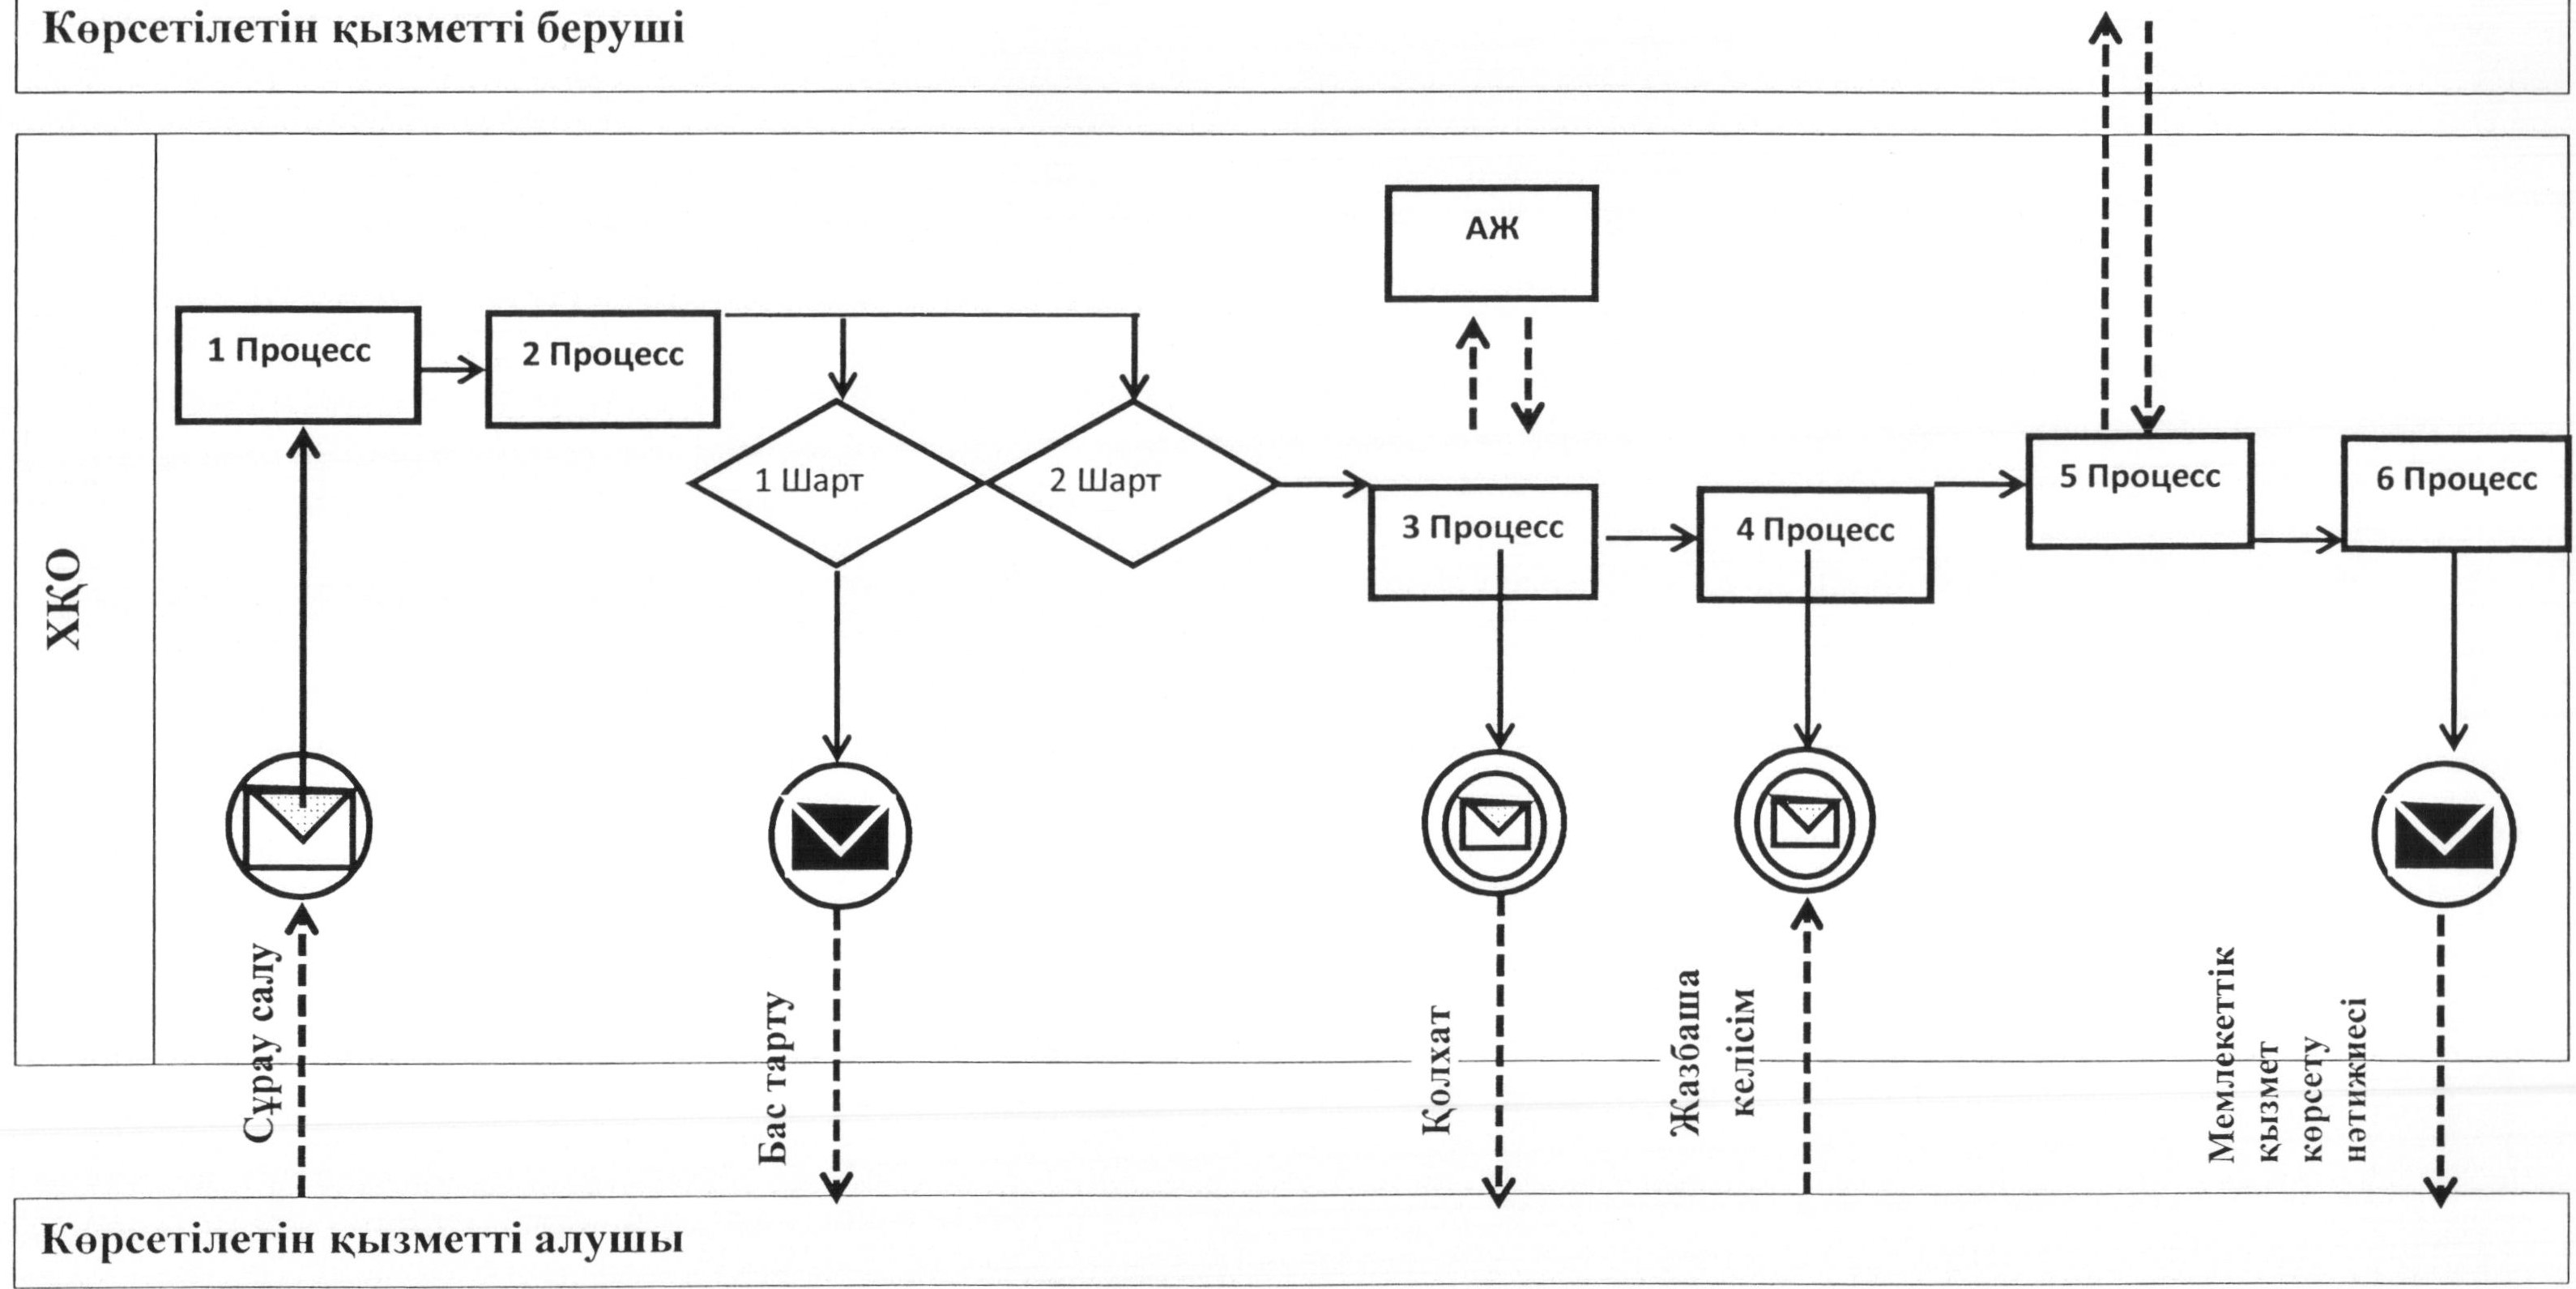 Көрсетілетін қызметті беруші
ХҚО
АЖ
1 Процесс
2 Процесс
1 Шарт
2 Шарт
3 Процесс
4 Процесс
5 Процесс
6 Процесс
Сұрау салу
Бас тарту
Қолхат
Жазбаша
келісім
Мемлекеттік
қызмет
көрсету
нәтижиесі
Көрсетілетін қызметті алушы